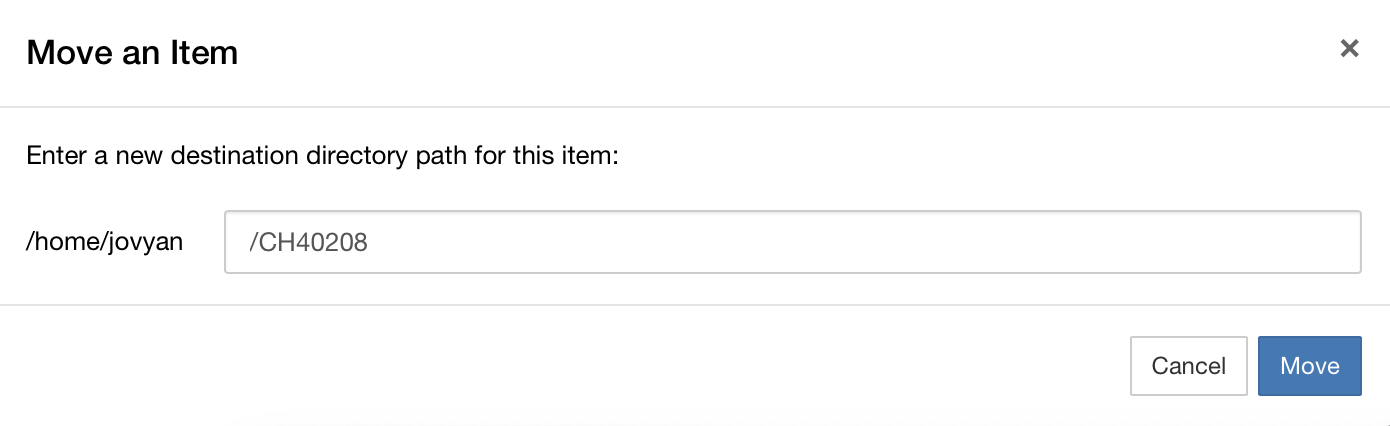 Move an Item
×
Enter a new destination directory path for this item:
/home/jovyan /CH40208
Cancel Move